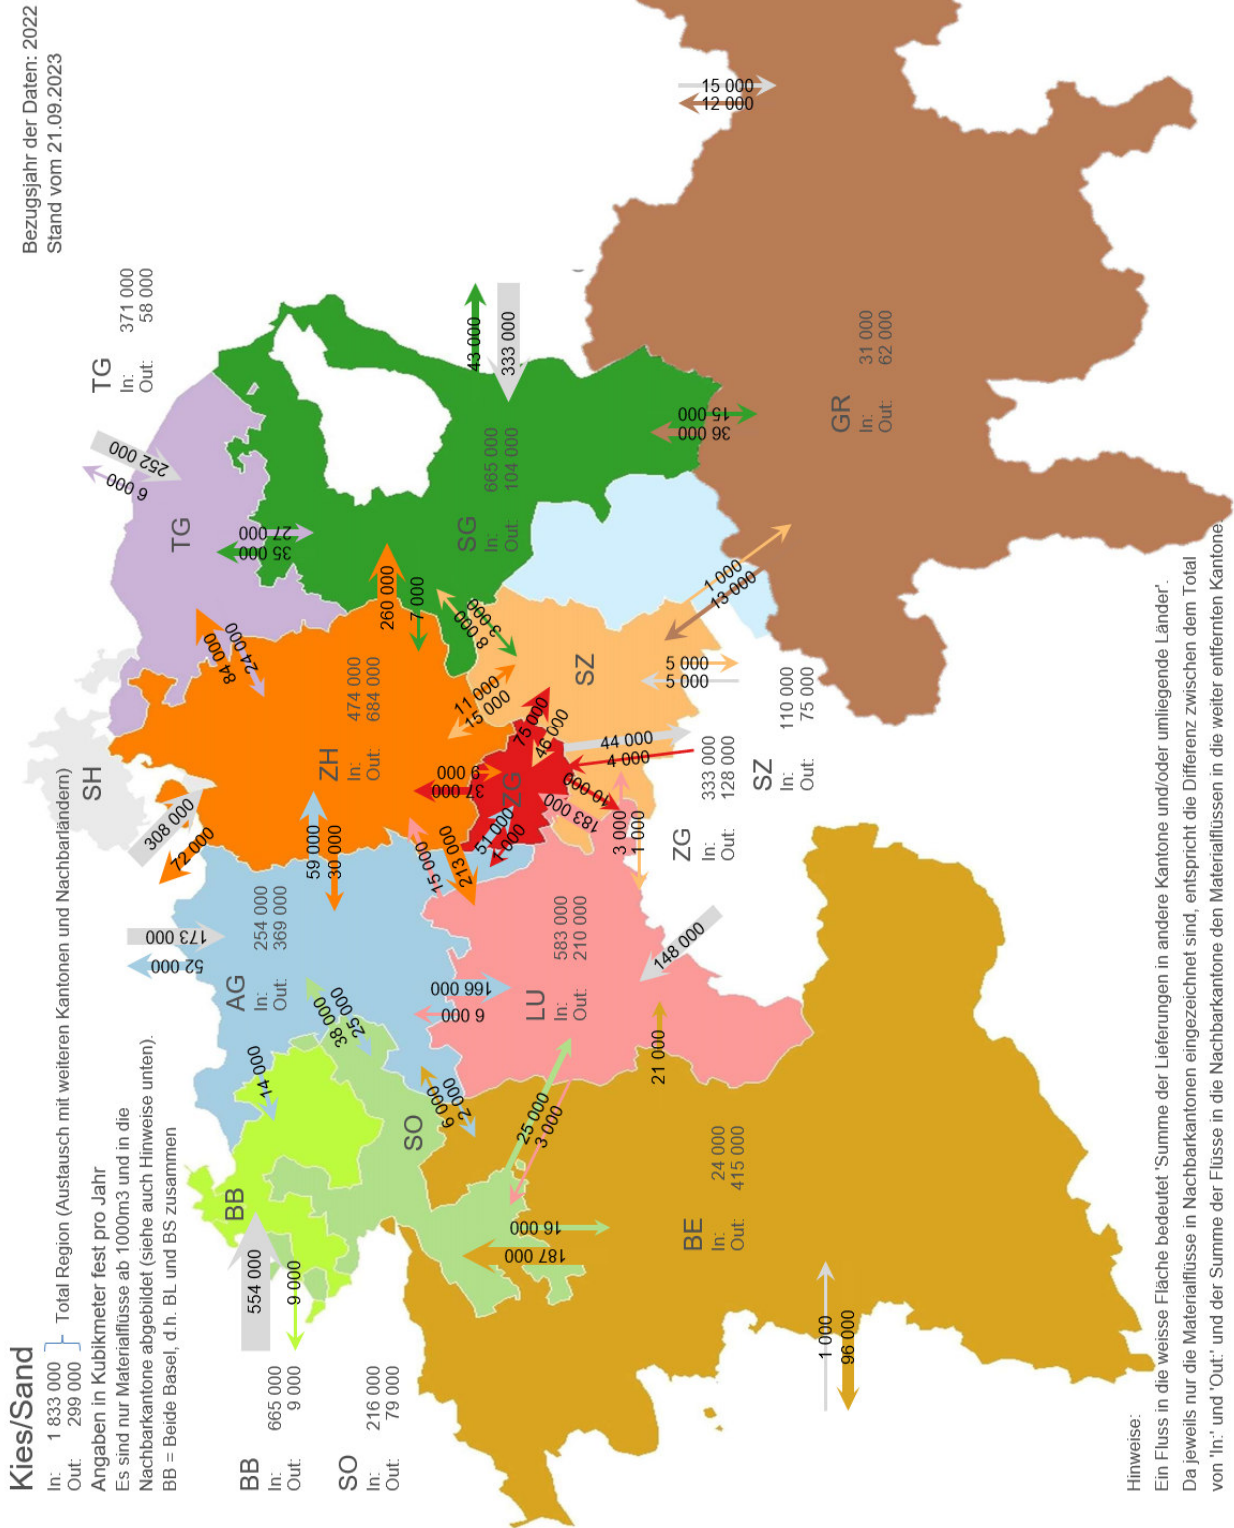 Kies/Sand
In: 1 833 000
Out: 299 000
Total Region (Austausch mit weiteren Kantonen und Nachbarländern)
Angaben in Kubikmeter fest pro Jahr
Es sind nur Materialflüsse ab 1000m3 und in die
Nachbarkantone abgebildet (siehe auch Hinweise unten).
BB = Beide Basel, d.h. BL und BS zusammen
Bezugsjahr der Daten: 2022
Stand vom 21.09.2023
BB
In: 665 000
Out: 9 000
SO
In: 216 000
Out: 79 000
TG
In: 371 000
Out: 58 000
SH
BB
554 000
9 000
14 000
AG
In: 254 000
Out: 369 000
52 000
173 000
72 000
308 000
38 000
25 000
59 000
30 000
ZH
In: 474 000
Out: 684 000
84 000
24 000
TG
6 000
252 000
35 000
27 000
260 000
7 000
SO
6 000
2 000
6 000
166 000
15 000
213 000
37 000
9 000
51 000
1 000
11 000
15 000
8 000
3 000
SG
In: 665 000
Out: 104 000
43 000
333 000
25 000
3 000
16 000
187 000
LU
In: 583 000
Out: 210 000
ZG
75 000
46 000
183 000
10 000
SZ
44 000
4 000
3 000
1 000
5 000
5 000
1 000
13 000
15 000
36 000
15 000
12 000
21 000
148 000
BE
In: 24 000
Out: 415 000
ZG
In: 333 000
Out: 128 000
SZ
In: 110 000
Out: 75 000
GR
In: 31 000
Out: 62 000
1 000
96 000
Hinweise:
Ein Fluss in die weisse Fläche bedeutet 'Summe der Lieferungen in andere Kantone und/oder umliegende Länder'.
Da jeweils nur die Materialflüsse in Nachbarkantonen eingezeichnet sind, entspricht die Differenz zwischen dem Total
von 'In:' und 'Out:' und der Summe der Flüsse in die Nachbarkantone den Materialflüssen in die weiter entfernten Kantone.